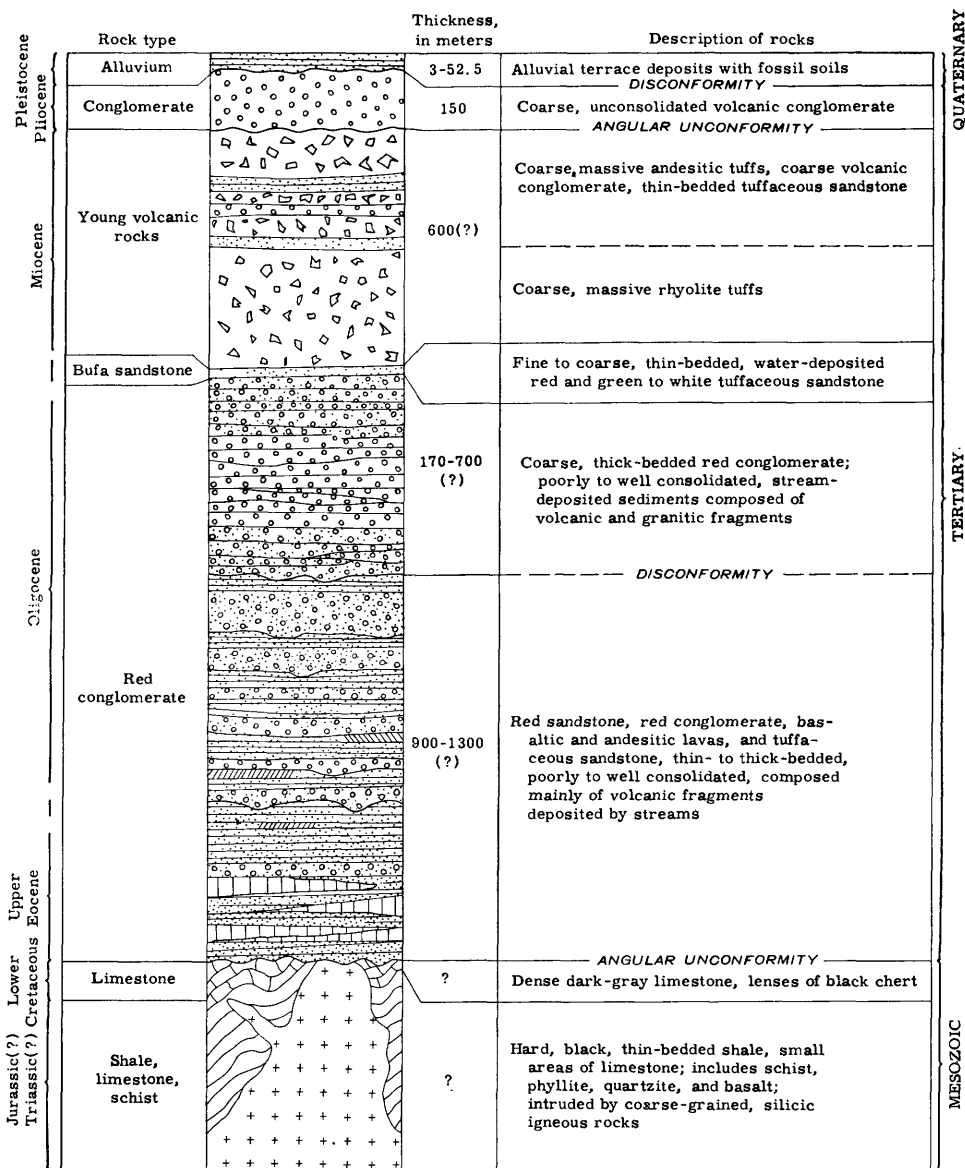 Rock type
Thickness,
in meters
Description of rocks
Pleistocene
Pliocene
Miocene
Oligocene
Upper
Eocene
Lower
Cretaceous
Jurassic(?)
Triassic(?)
Alluvium
3-52.5
Alluvial terrace deposits with fossil soils
DISCONFORMITY
Conglomerate
150
Coarse, unconsolidated volcanic conglomerate
ANGULAR UNCONFORMITY
Young volcanic
rocks
600(?)
Coarse, massive andesitic tuffs, coarse volcanic
conglomerate, thin-bedded tuffaceous sandstone
Coarse, massive rhyolite tuffs
Bufa sandstone
Fine to coarse, thin-bedded, water-deposited
red and green to white tuffaceous sandstone
Red
conglomerate
170-700
(?)
Coarse, thick-bedded red conglomerate;
poorly to well consolidated, stream-
deposited sediments composed of
volcanic and granitic fragments
DISCONFORMITY
900-1300
(?)
Red sandstone, red conglomerate, bas-
altic and andesitic lavas, and tuffa-
ceous sandstone, thin- to thick-bedded,
poorly to well consolidated, composed
mainly of volcanic fragments
deposited by streams
ANGULAR UNCONFORMITY
Limestone
?
Dense dark-gray limestone, lenses of black chert
Shale,
limestone,
schist
?
Hard, black, thin-bedded shale, small
areas of limestone; includes schist,
phyllite, quartzite, and basalt;
intruded by coarse-grained, silicic
igneous rocks
QUATERNARY
TERTIARY
MESOZOIC